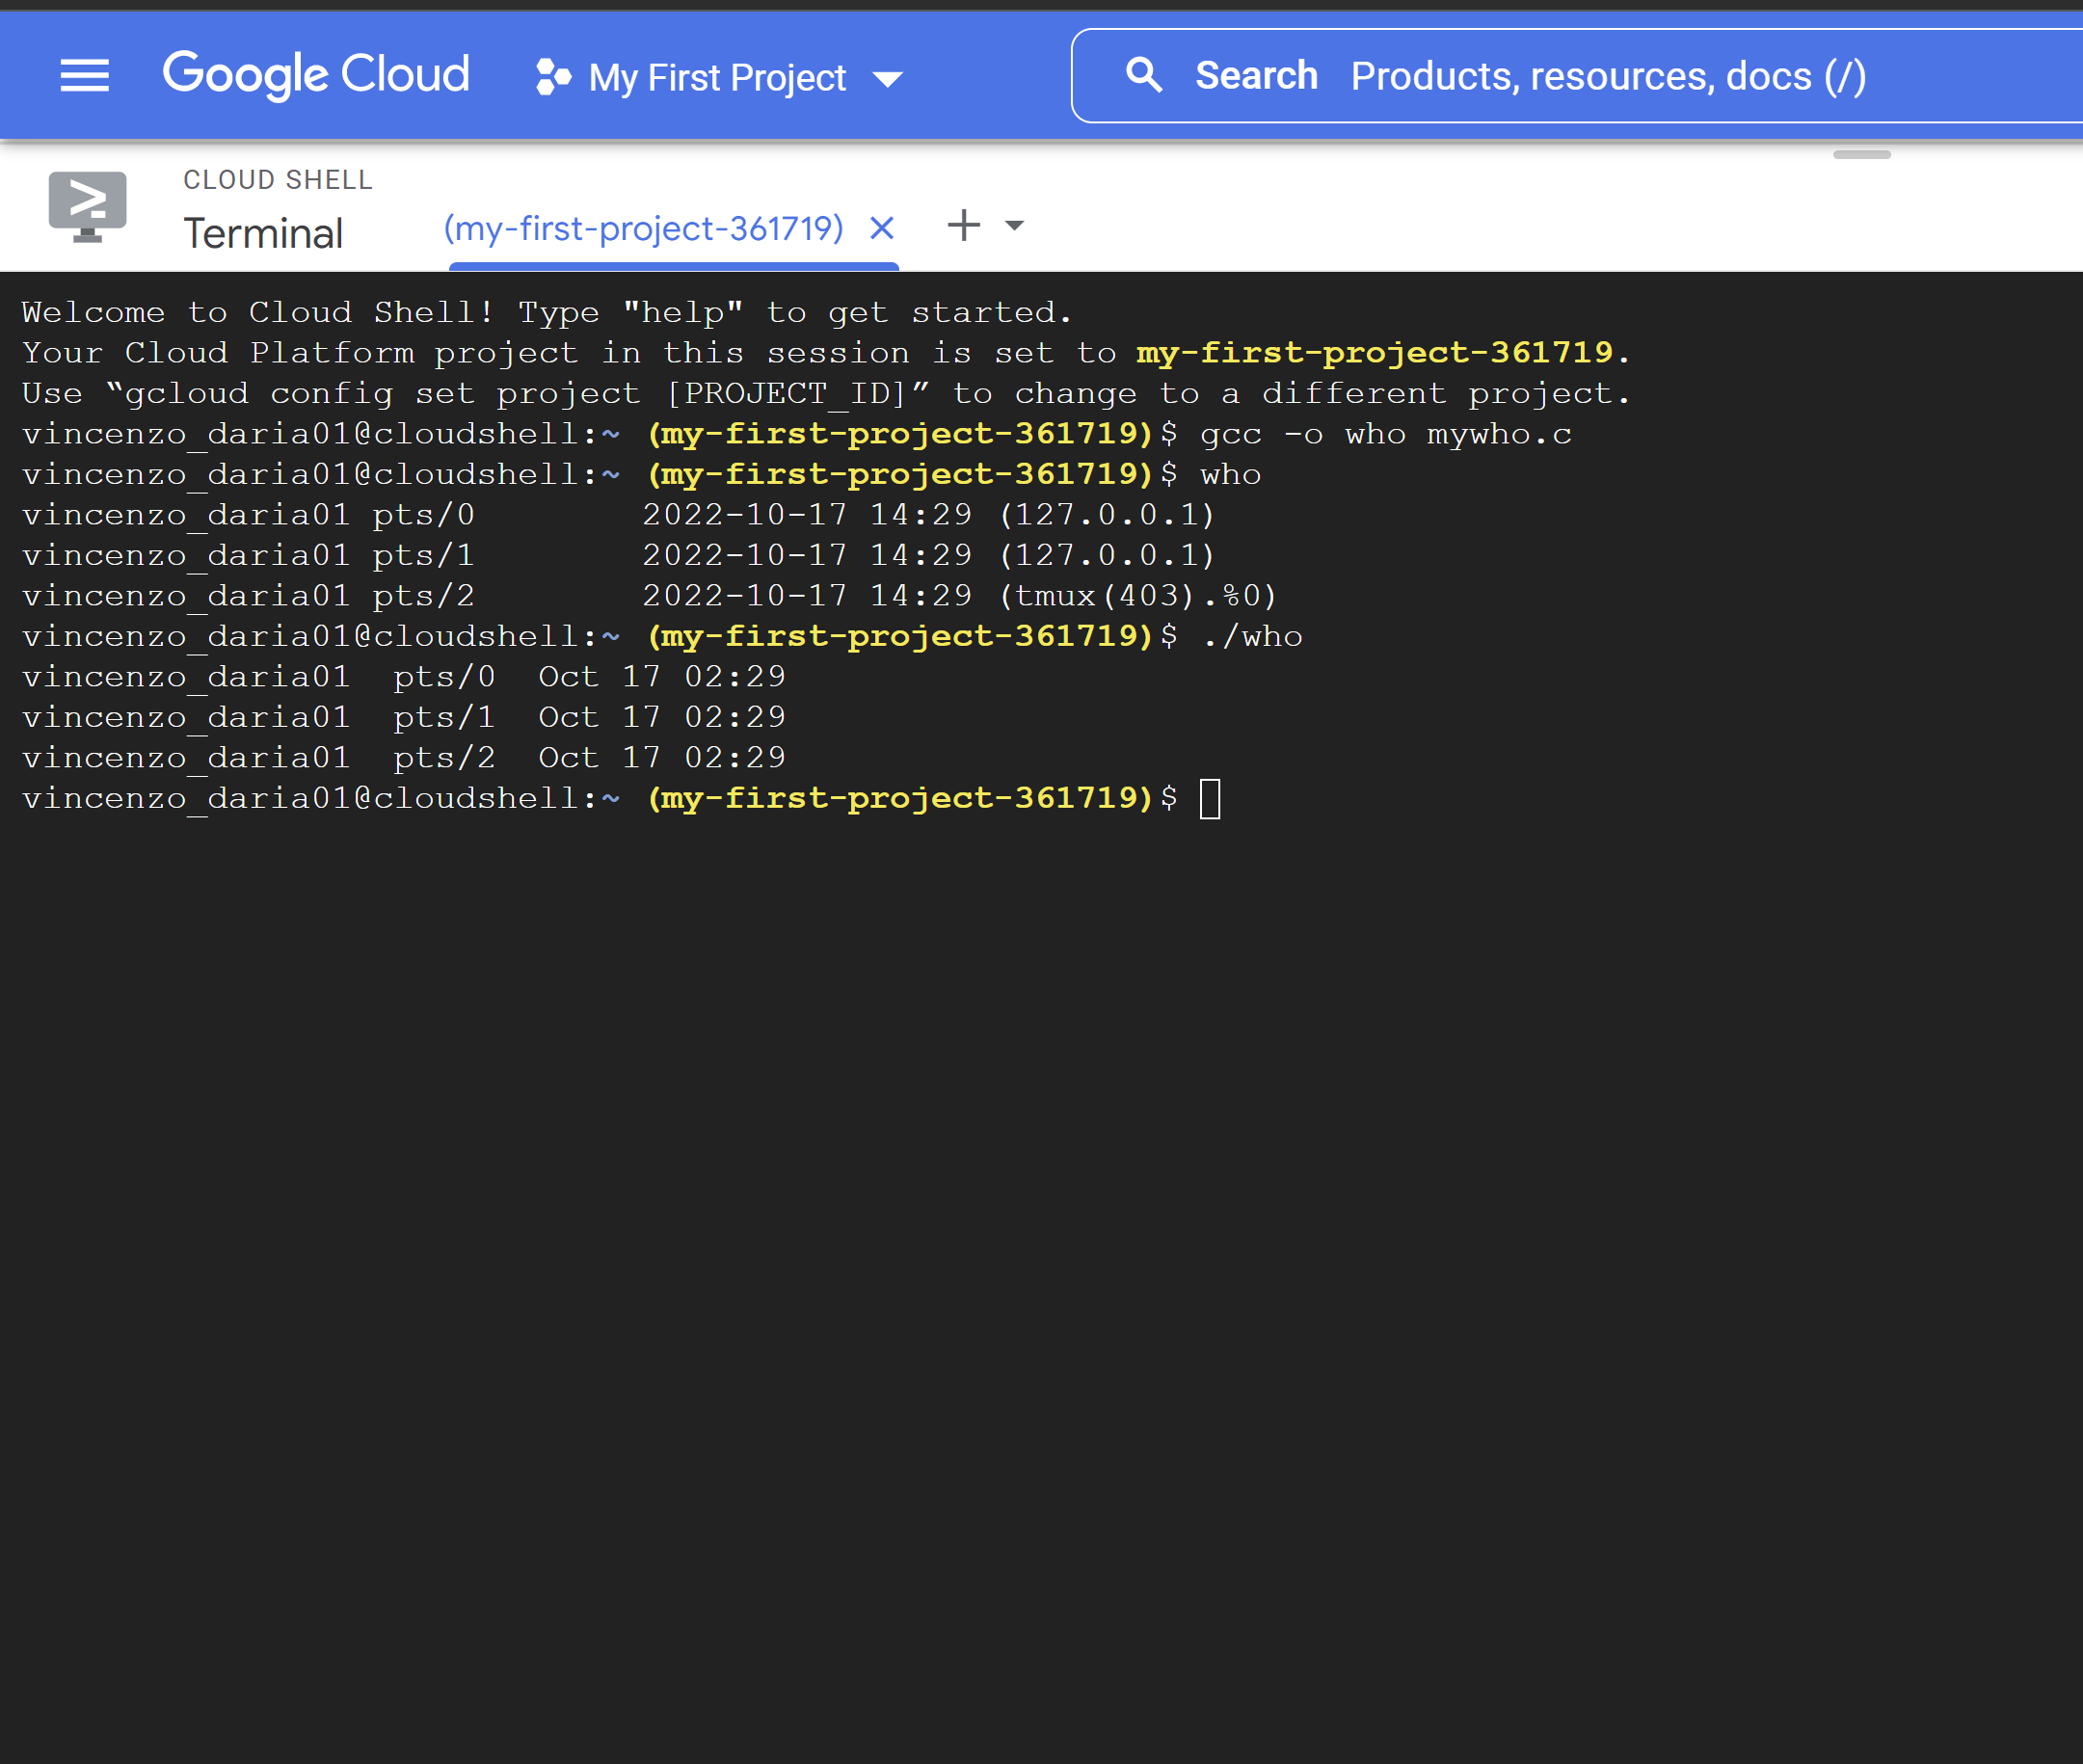 Google Cloud My First Project Search Products, resources, docs (/)
CLOUD SHELL
Terminal (my-first-project-361719)
Welcome to Cloud Shell! Type "help" to get started.
Your Cloud Platform project in this session is set to my-first-project-361719.
Use “gcloud config set project [PROJECT_ID]” to change to a different project.
vincenzo_daria01@cloudshell:~ (my-first-project-361719)$ gcc -o who mywho.c
vincenzo_daria01@cloudshell:~ (my-first-project-361719)$ who
vincenzo_daria01 pts/0        2022-10-17 14:29 (127.0.0.1)
vincenzo_daria01 pts/1        2022-10-17 14:29 (127.0.0.1)
vincenzo_daria01 pts/2        2022-10-17 14:29 (tmux(403).%0)
vincenzo_daria01@cloudshell:~ (my-first-project-361719)$ ./who
vincenzo_daria01  pts/0  Oct 17 02:29
vincenzo_daria01  pts/1  Oct 17 02:29
vincenzo_daria01  pts/2  Oct 17 02:29
vincenzo_daria01@cloudshell:~ (my-first-project-361719)$